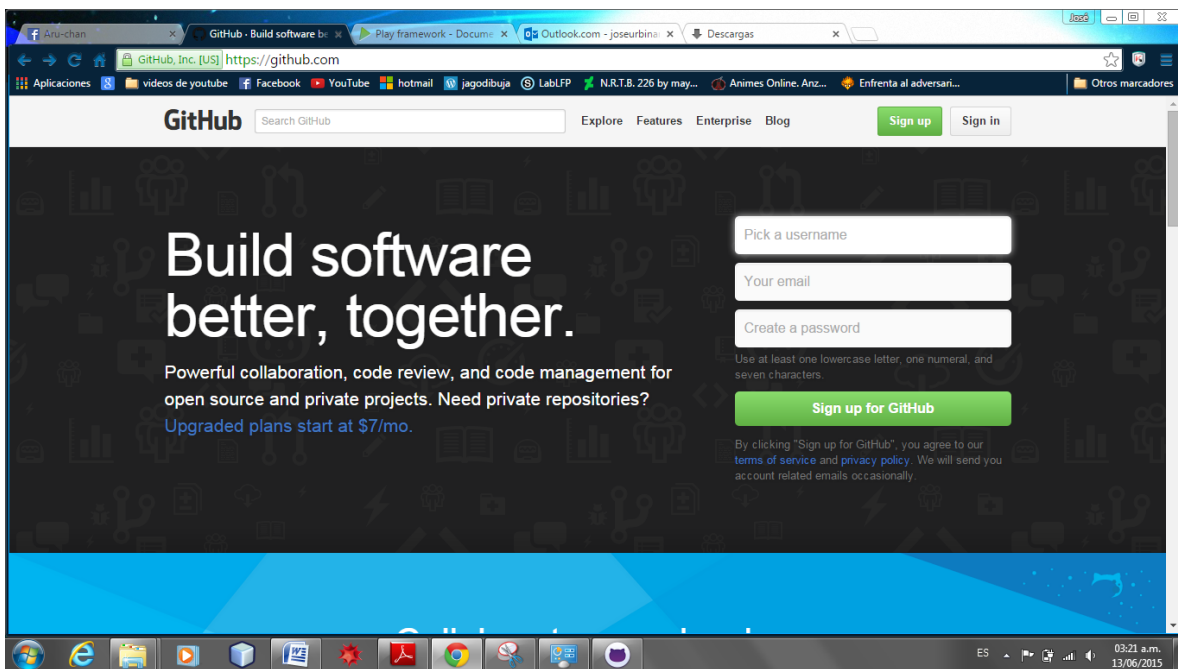 José
Aru-chan
GitHub · Build software be
Play framework - Docume
Outlook.com - joseurbina
Descargas
GitHub, Inc. [US] https://github.com
Aplicaciones
videos de youtube
Facebook
YouTube
hotmail
jagodibuja
LabLFP
N.R.T.B. 226 by may...
Animes Online. Anz...
Enfrenta al adversari...
Otros marcadores
GitHub
Search GitHub
Explore Features Enterprise Blog
Sign up
Sign in
Build software
better, together.
Powerful collaboration, code review, and code management for
open source and private projects. Need private repositories?
Upgraded plans start at $7/mo.
Pick a username
Your email
Create a password
Use at least one lowercase letter, one numeral, and
seven characters.
Sign up for GitHub
By clicking "Sign up for GitHub", you agree to our
terms of service and privacy policy. We will send you
account related emails occasionally.
ES
03:21 a.m.
13/06/2015